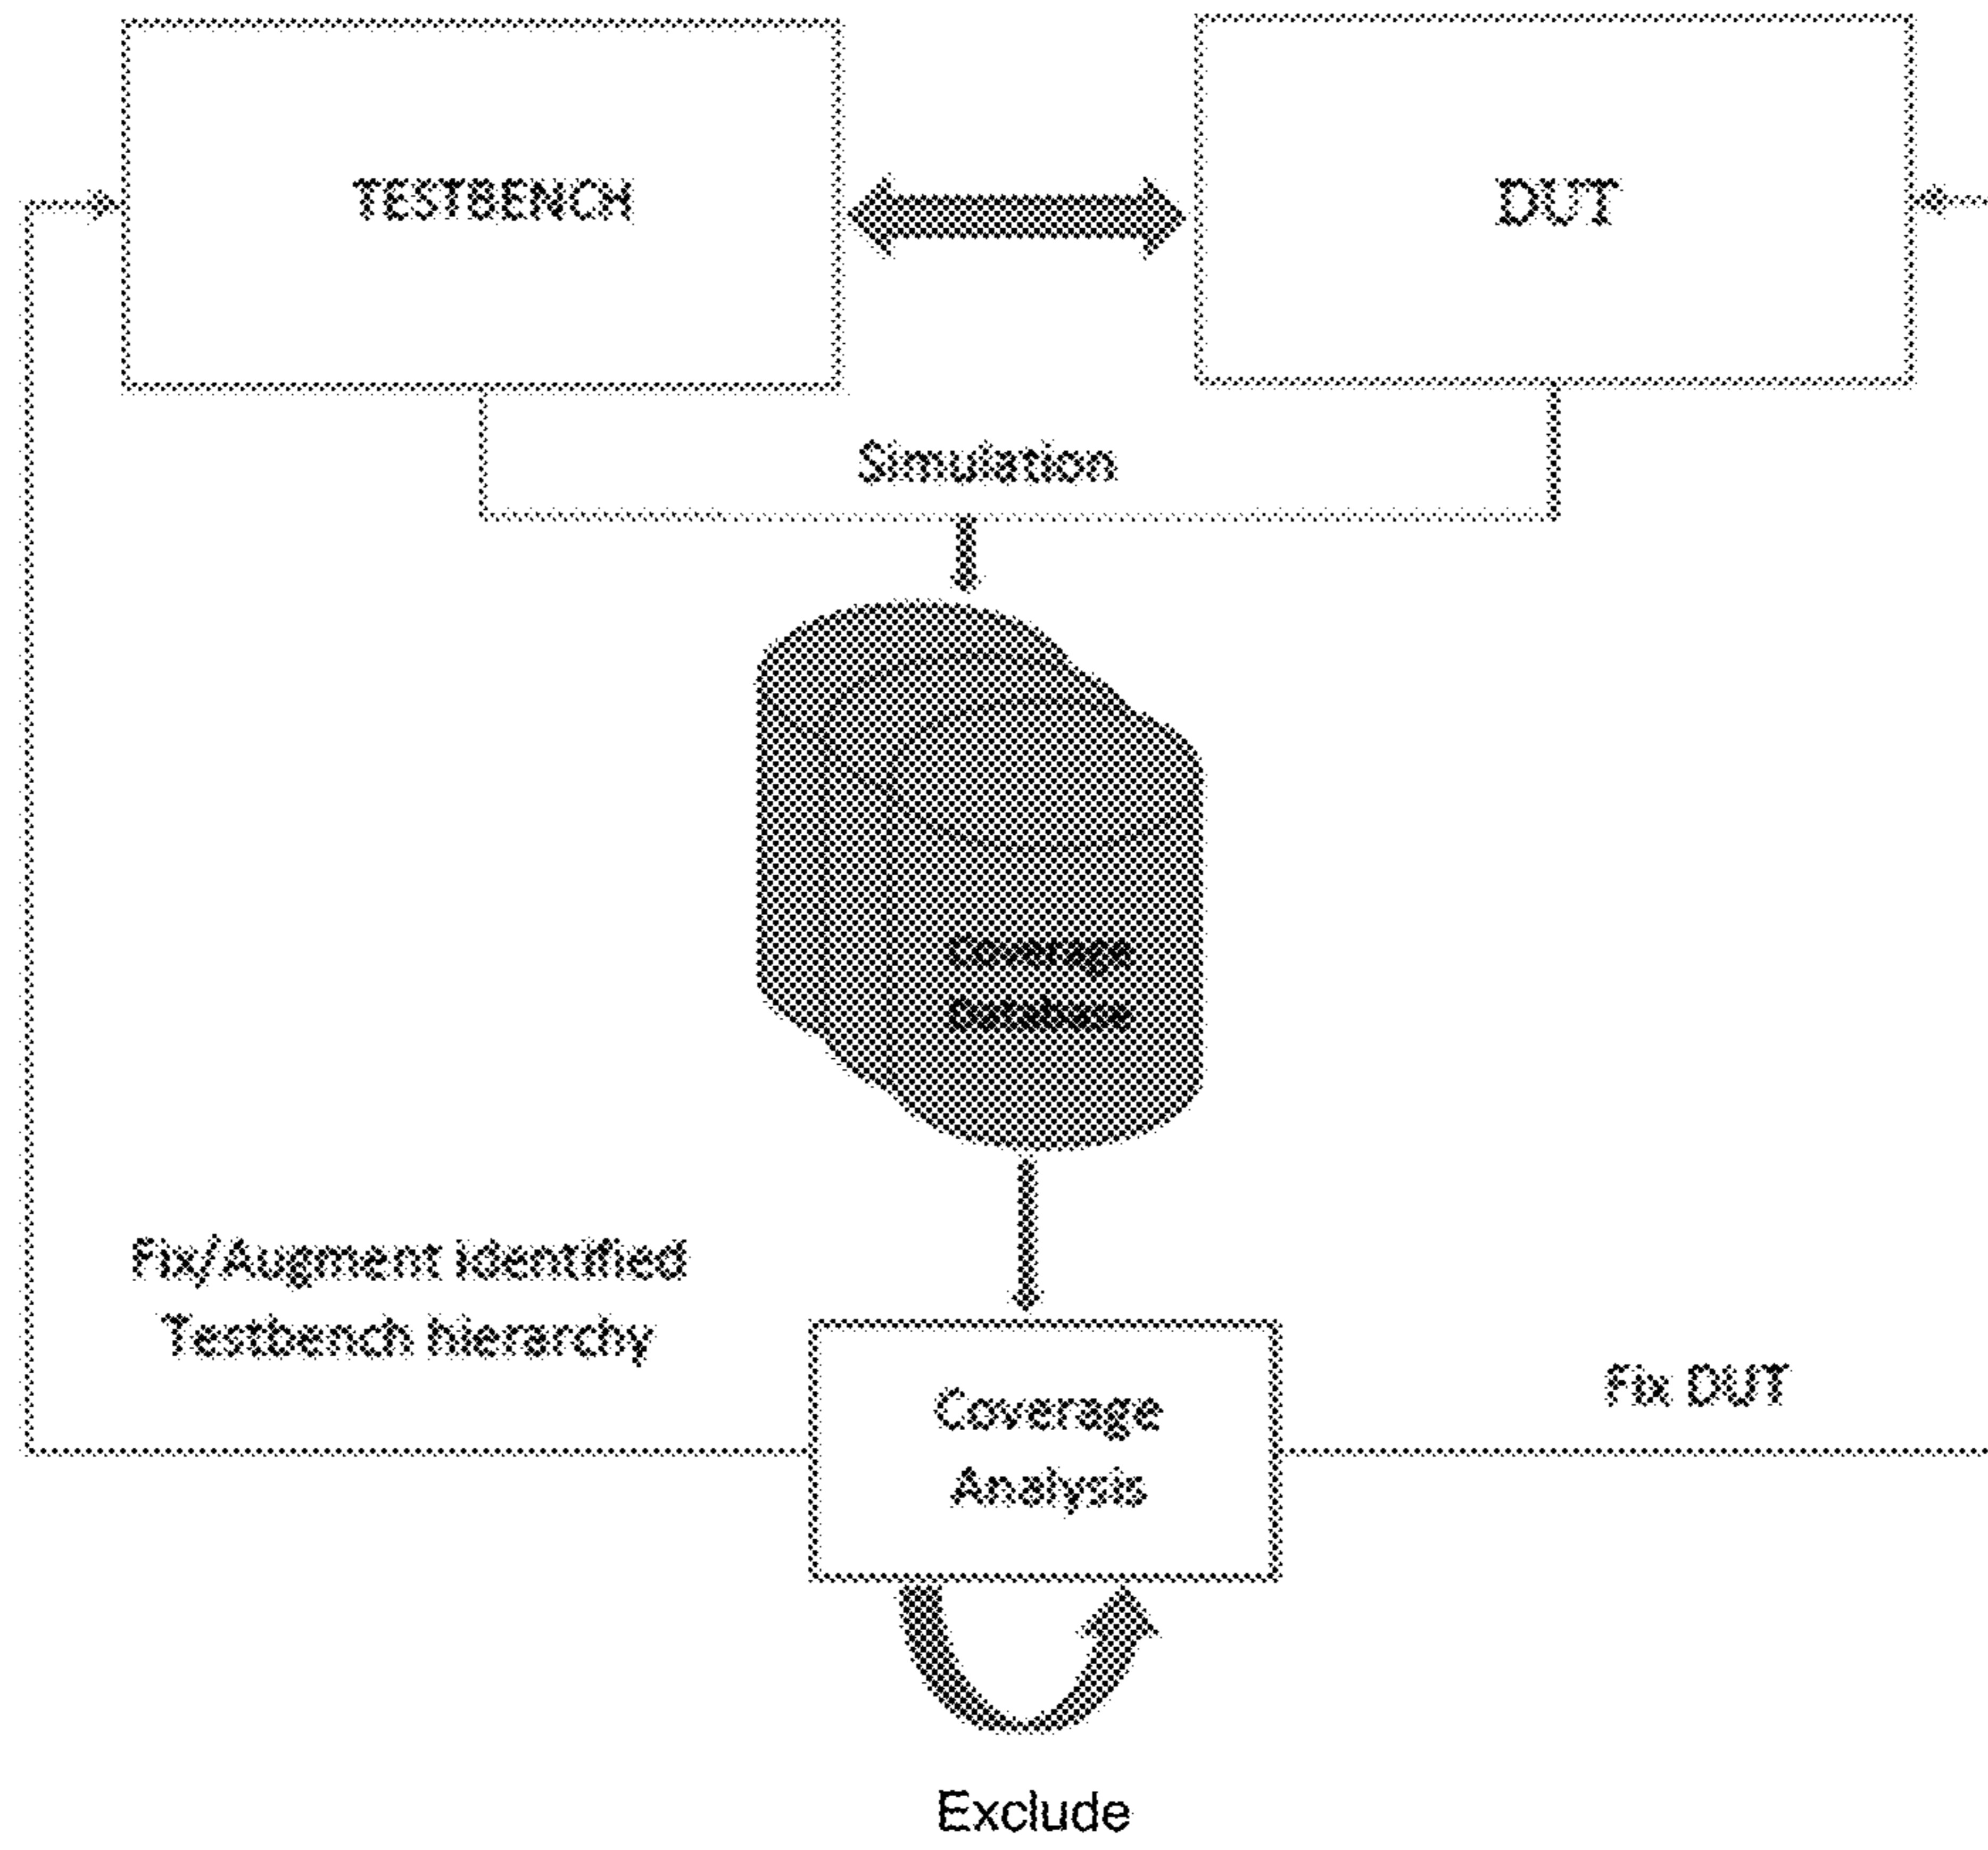 TESTBENCH
DUT
Simulation
Coverage
Database
Fix/Augment identified
Testbench hierarchy
Coverage
Analysis
Fix DUT
Exclude